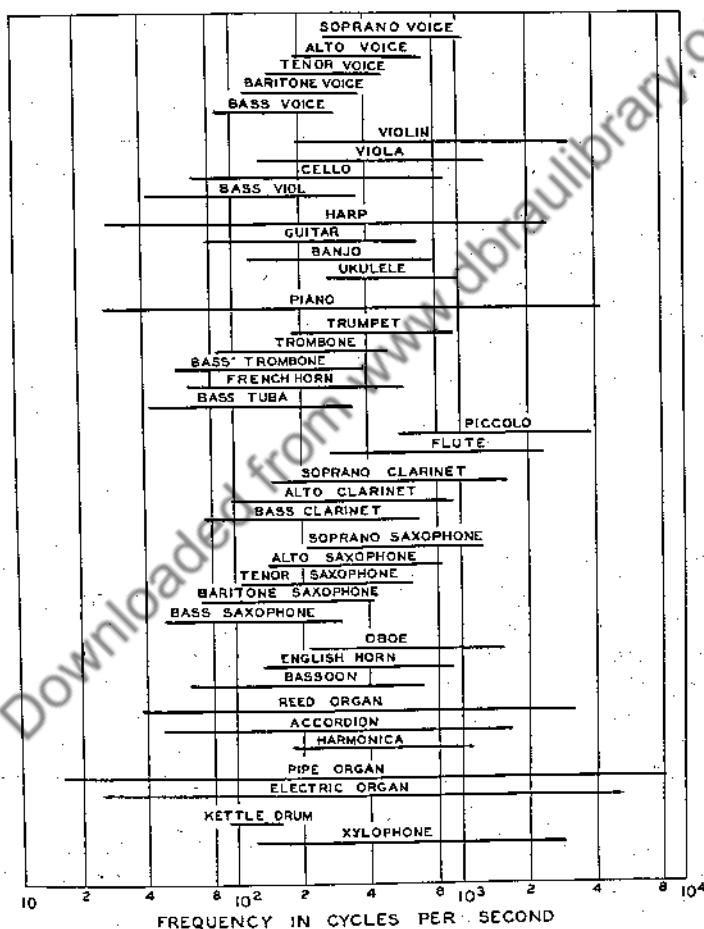 SOPRANO VOICE
ALTO VOICE
TENOR VOICE
BARITONE VOICE
BASS VOICE
VIOLIN
VIOLA
CELLO
BASS VIOL
HARP
GUITAR
BANJO
UKULELE
PIANO
TRUMPET
TROMBONE
BASS TROMBONE
FRENCH HORN
BASS TUBA
PICCOLO
FLUTE
SOPRANO CLARINET
ALTO CLARINET
BASS CLARINET
SOPRANO SAXOPHONE
ALTO SAXOPHONE
TENOR SAXOPHONE
BARITONE SAXOPHONE
BASS SAXOPHONE
OBOE
ENGLISH HORN
BASSOON
REED ORGAN
ACCORDION
HARMONICA
PIPE ORGAN
ELECTRIC ORGAN
KETTLE DRUM
XYLOPHONE
10 2 4 8 10² 2 4 8 10³ 2 4 8 10⁴
FREQUENCY IN CYCLES PER SECOND
Downloaded from www.dbraulibrary.o